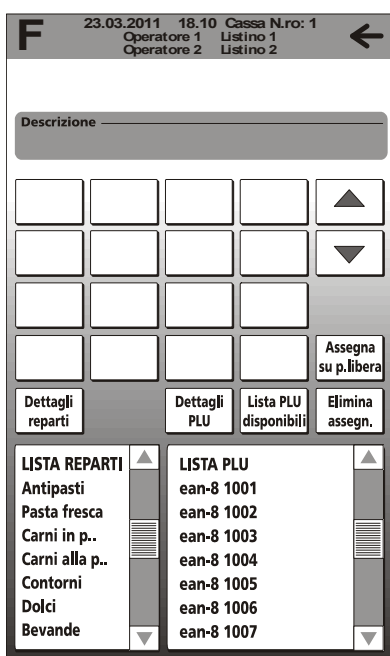 F
23.03.2011 18.10 Cassa N.ro: 1
Operatore 1 Listino 1
Operatore 2 Listino 2
Descrizione
Assegna
su p.libera
Dettagli
reparti
Dettagli
PLU
Lista PLU
disponibili
Elimina
assegn.
LISTA REPARTI
Antipasti
Pasta fresca
Carni in p..
Carni alla p..
Contorni
Dolci
Bevande
LISTA PLU
ean-8 1001
ean-8 1002
ean-8 1003
ean-8 1004
ean-8 1005
ean-8 1006
ean-8 1007